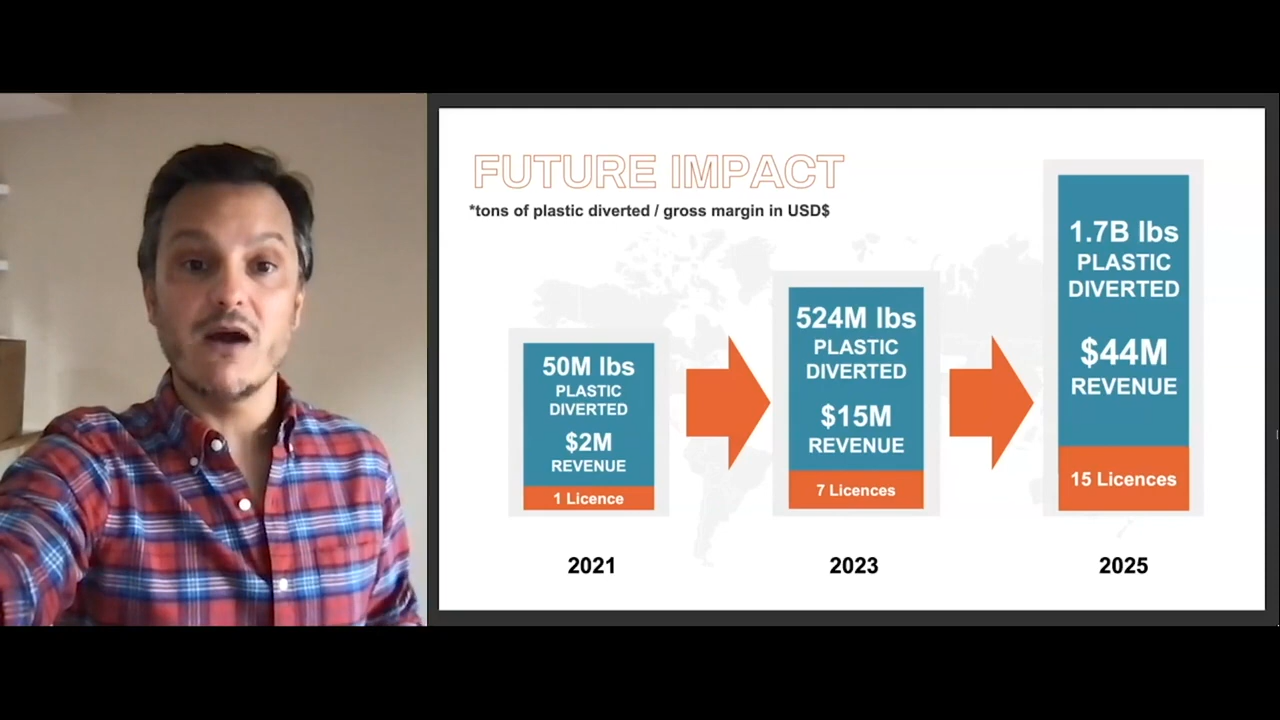 FUTURE IMPACT
*tons of plastic diverted / gross margin in USD$
50M lbs
PLASTIC
DIVERTED
$2M
REVENUE
1 Licence
2021
524M lbs
PLASTIC
DIVERTED
$15M
REVENUE
7 Licences
2023
1.7B lbs
PLASTIC
DIVERTED
$44M
REVENUE
15 Licences
2025